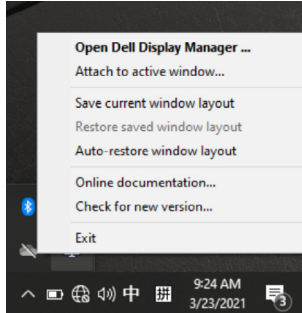 Open Dell Display Manager ...
Attach to active window...
Save current window layout
Restore saved window layout
Auto-restore window layout
Online documentation...
Check for new version...
Exit
中 拼 9:24 AM
3/23/2021 3